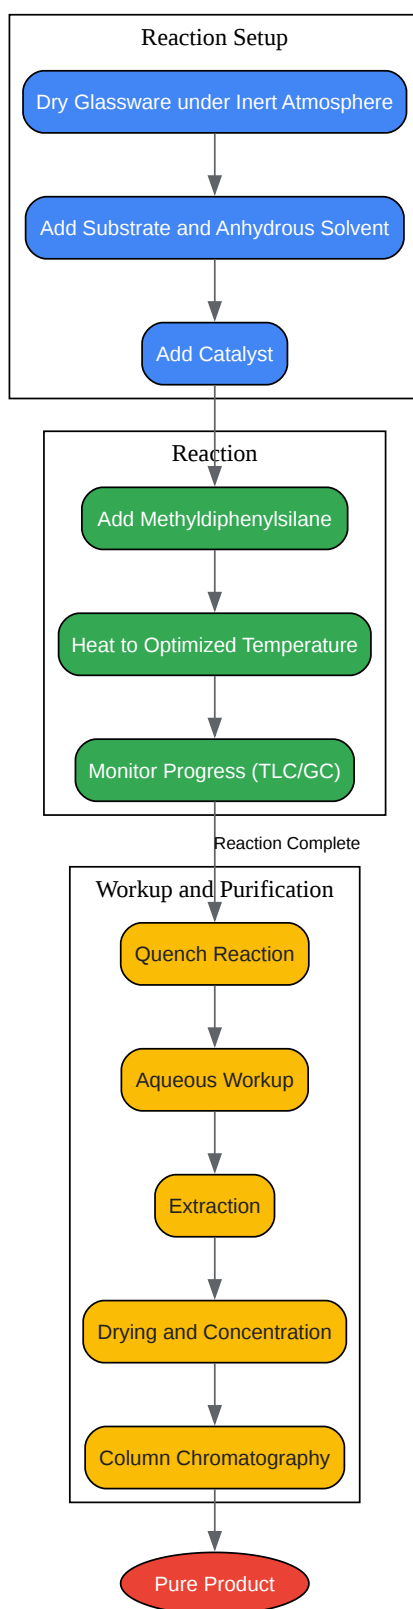 Reaction Setup
Dry Glassware under Inert Atmosphere
Add Substrate and Anhydrous Solvent
Add Catalyst
Reaction
Add Methyldiphenylsilane
Heat to Optimized Temperature
Monitor Progress (TLC/GC)
Reaction Complete
Workup and Purification
Quench Reaction
Aqueous Workup
Extraction
Drying and Concentration
Column Chromatography
Pure Product